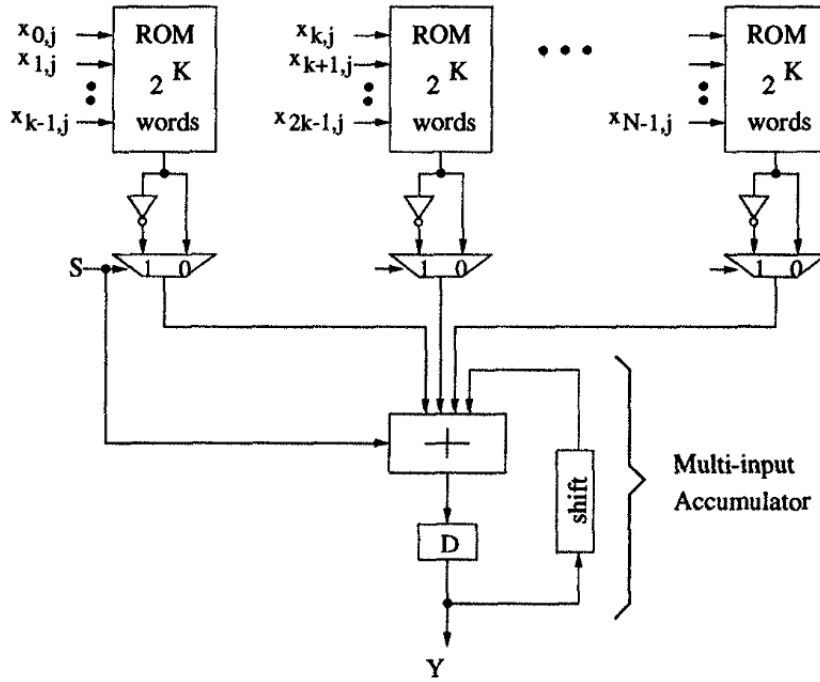 x0,j
x1,j
xk-1,j
ROM
2 K
words
xk,j
xk+1,j
x2k-1,j
ROM
2 K
words
xN-1,j
ROM
2 K
words
S
1 0
1 0
1 0
+
shift
Multi-input
Accumulator
D
Y